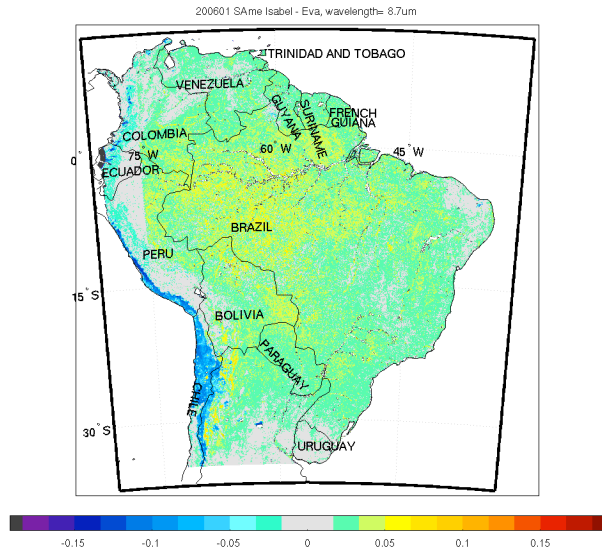 200601 SAme Isabel - Eva, wavelength= 8.7um
TRINIDAD AND TOBAGO
VENEZUELA
GUYANA
SURINAME
FRENCH
GUIANA
COLOMBIA
75° W
60° W
45° W
0°
ECUADOR
BRAZIL
PERU
15° S
BOLIVIA
PARAGUAY
CHILE
30° S
URUGUAY
-0.15 -0.1 -0.05 0 0.05 0.1 0.15